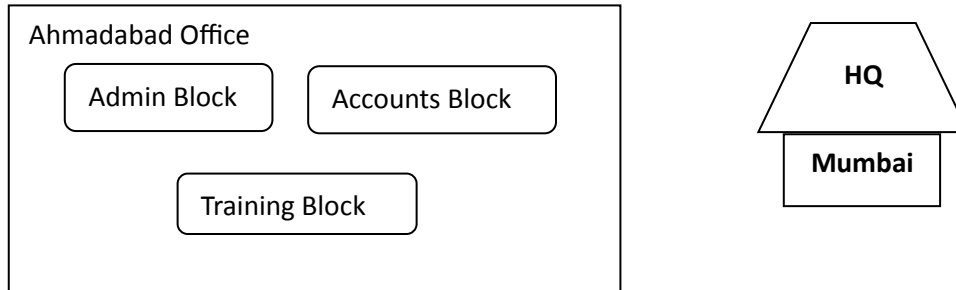 Ahmadabad Office
Admin Block
Accounts Block
Training Block
HQ
Mumbai